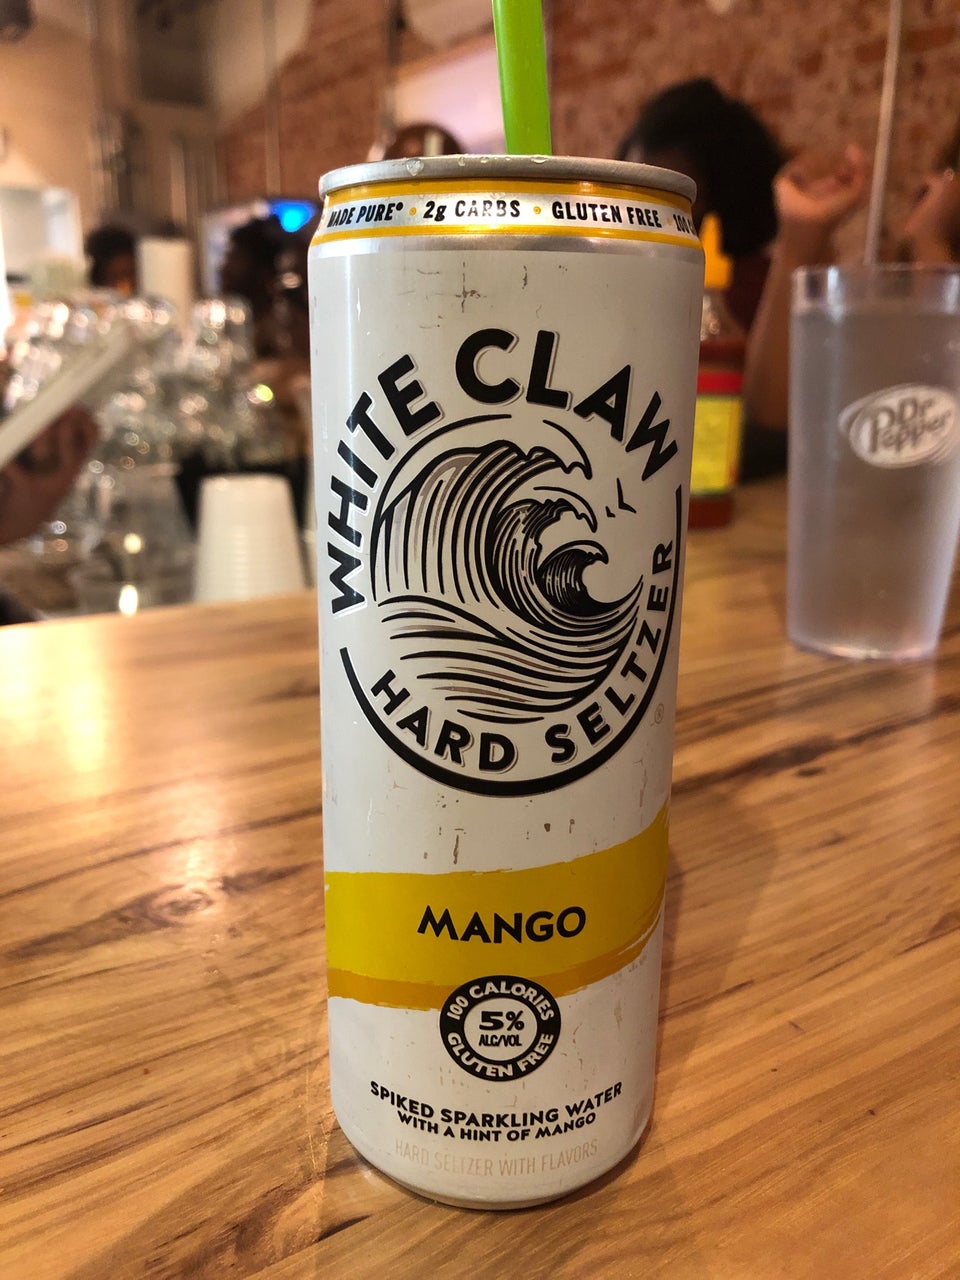 MADE PURE® • 2g CARBS • GLUTEN FREE • 100
WHITE CLAW
HARD SELTZER
®
Dr
Pepper
MANGO
100 CALORIES
5%
ALC/VOL
GLUTEN FREE
SPIKED SPARKLING WATER
WITH A HINT OF MANGO
HARD SELTZER WITH FLAVORS